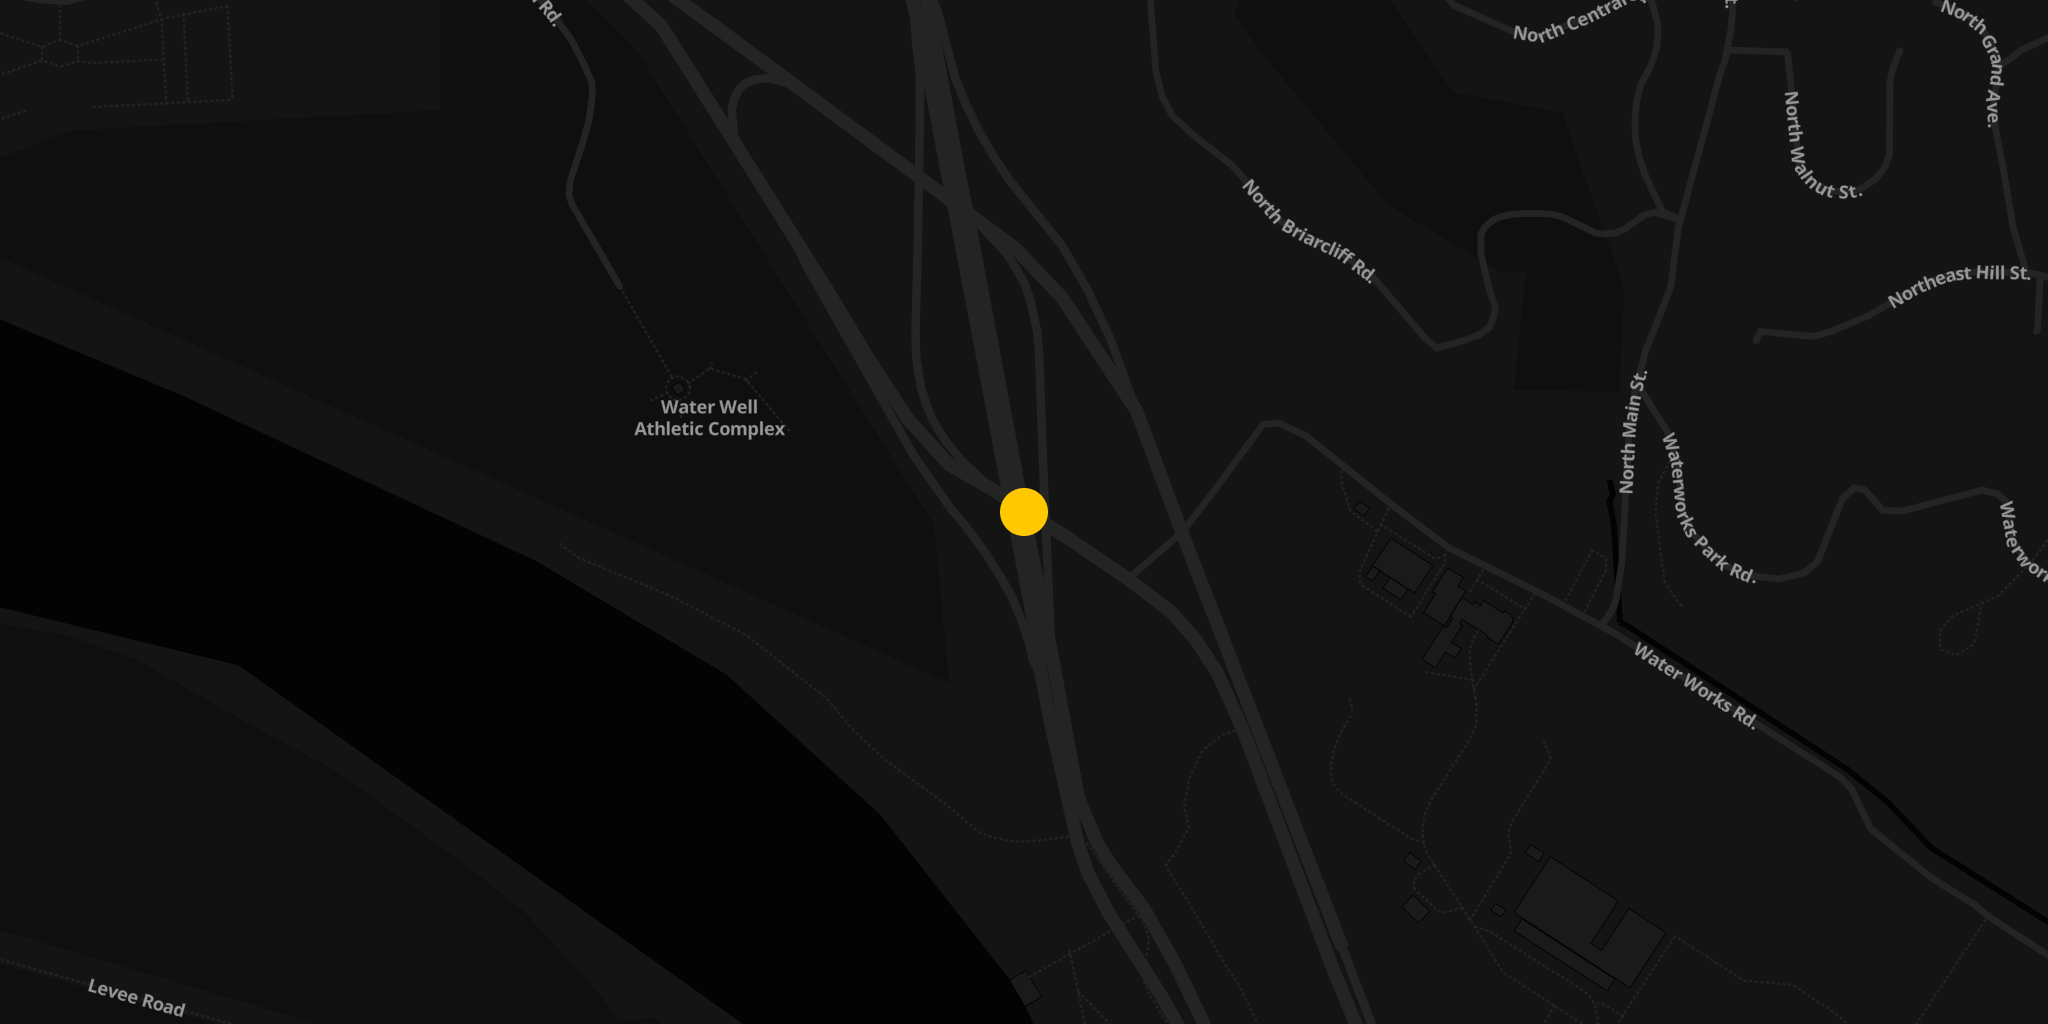 Rd.
North Central
North Grand Ave.
North Walnut St.
North Briarcliff Rd.
Northeast Hill St.
Water Well
Athletic Complex
North Main St.
Waterworks Park Rd.
Water Works Rd.
Levee Road